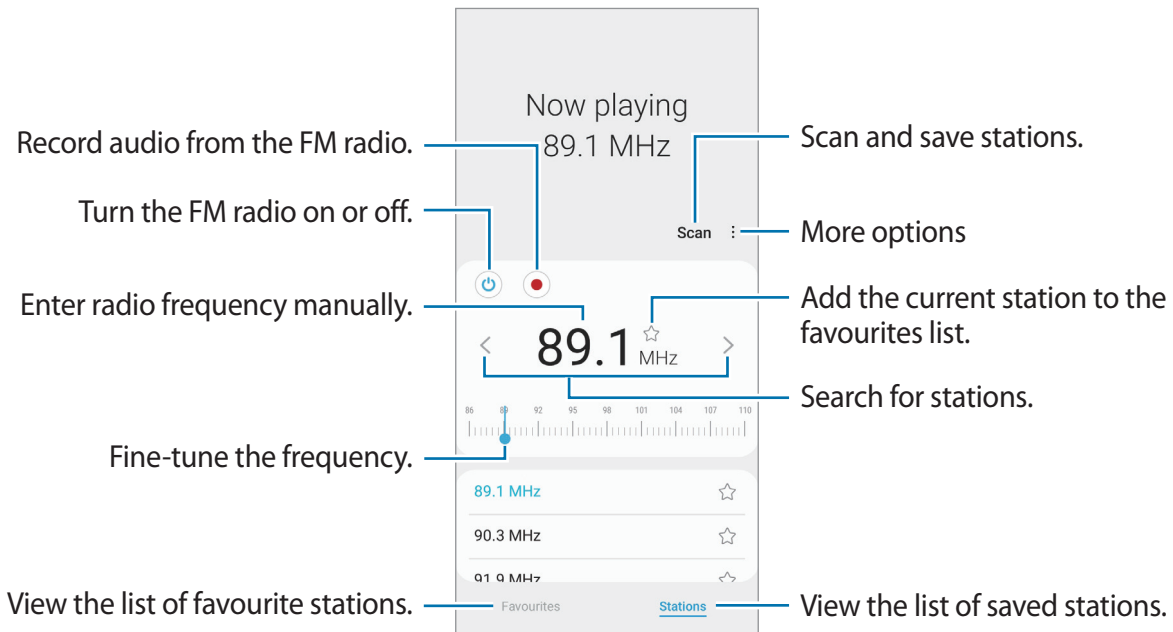 Now playing
89.1 MHz
Record audio from the FM radio.
Scan and save stations.
Turn the FM radio on or off.
Scan
More options
Enter radio frequency manually.
Add the current station to the
favourites list.
89.1 MHz
Search for stations.
86 89 92 95 98 101 104 107 110
Fine-tune the frequency.
89.1 MHz
90.3 MHz
91.9 MHz
View the list of favourite stations.
Favourites
Stations
View the list of saved stations.